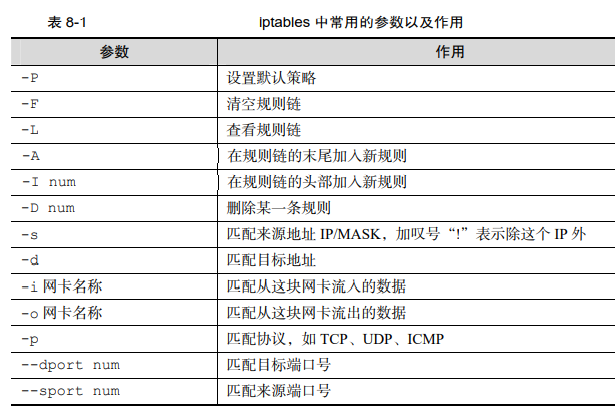 表 8-1 iptables 中常用的参数以及作用
参数 作用
-P 设置默认策略
-F 清空规则链
-L 查看规则链
-A 在规则链的末尾加入新规则
-I num 在规则链的头部加入新规则
-D num 删除某一条规则
-s 匹配来源地址 IP/MASK，加叹号“!”表示除这个 IP 外
-d 匹配目标地址
-i 网卡名称 匹配从这块网卡流入的数据
-o 网卡名称 匹配从这块网卡流出的数据
-p 匹配协议，如 TCP、UDP、ICMP
--dport num 匹配目标端口号
--sport num 匹配来源端口号